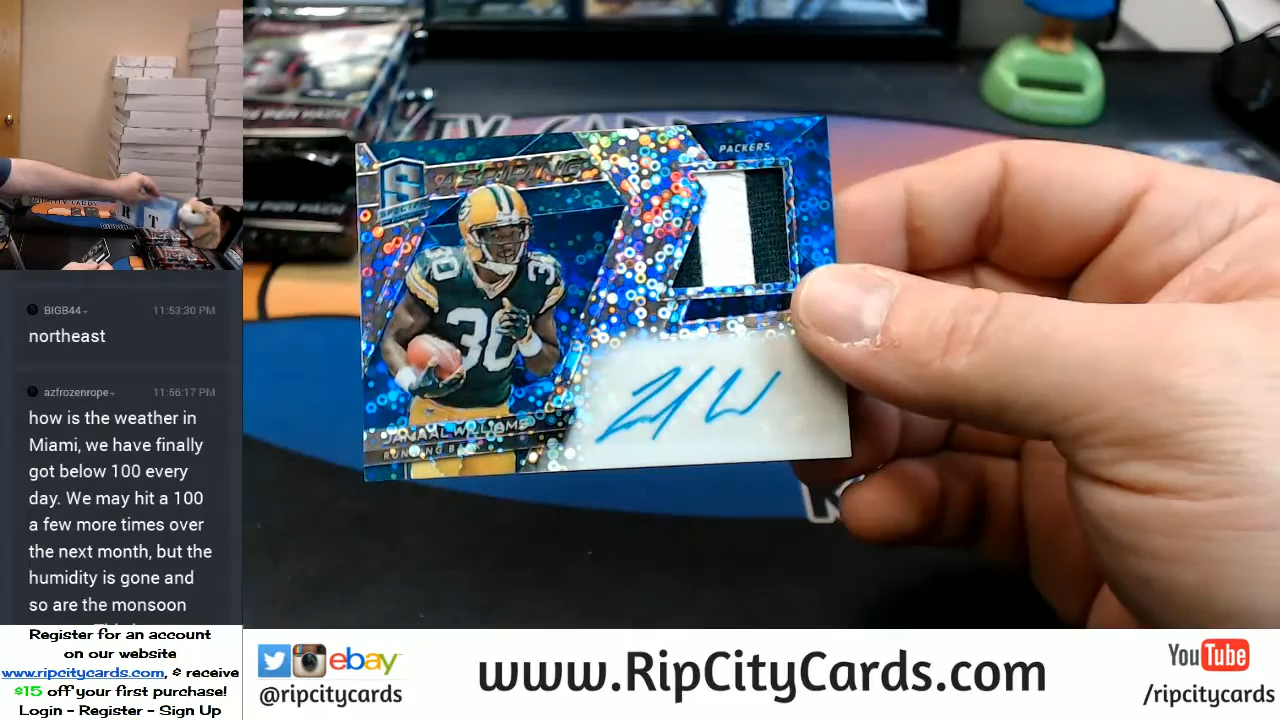 BIGB44
11:53:30 PM
northeast
azfrozenrope
11:56:17 PM
how is the weather in
Miami, we have finally
got below 100 every
day. We may hit a 100
a few more times over
the next month, but the
humidity is gone and
so are the monsoon
Register for an account
on our website
www.ripcitycards.com, & receive
$15 off your first purchase!
Login - Register - Sign Up
PACKERS
S
30
30
30
JAMAAL WILLIAMS
RUNNING BACK
ebay
@ripcitycards
www.RipCityCards.com
YouTube
/ripcitycards